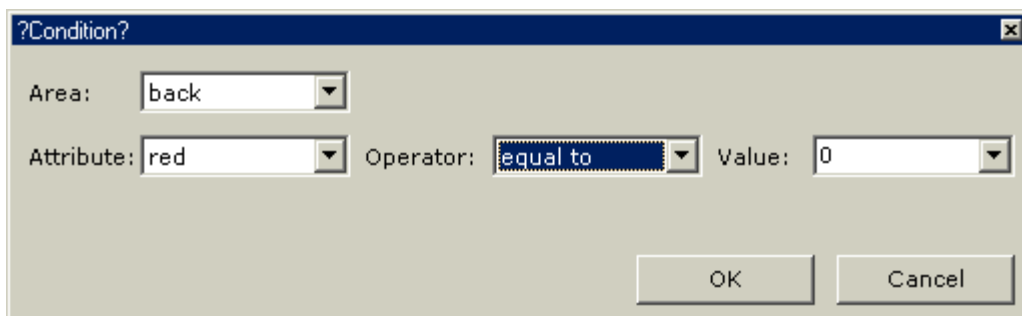 ?Condition?
Area: back
Attribute: red Operator: equal to Value: 0
OK Cancel